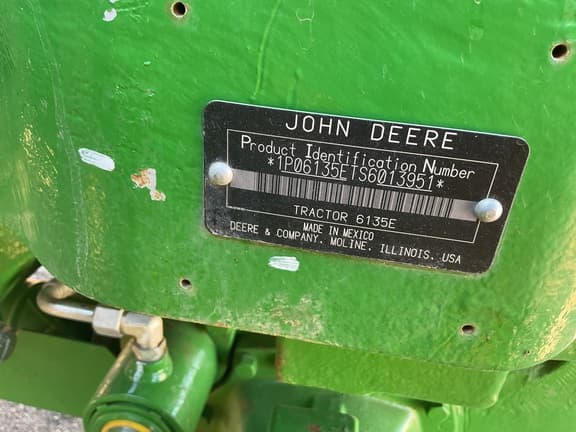 JOHN DEERE
Product Identification Number
*1P06135ETS6013951*
TRACTOR 6135E
MADE IN MEXICO
DEERE & COMPANY. MOLINE. ILLINOIS. USA